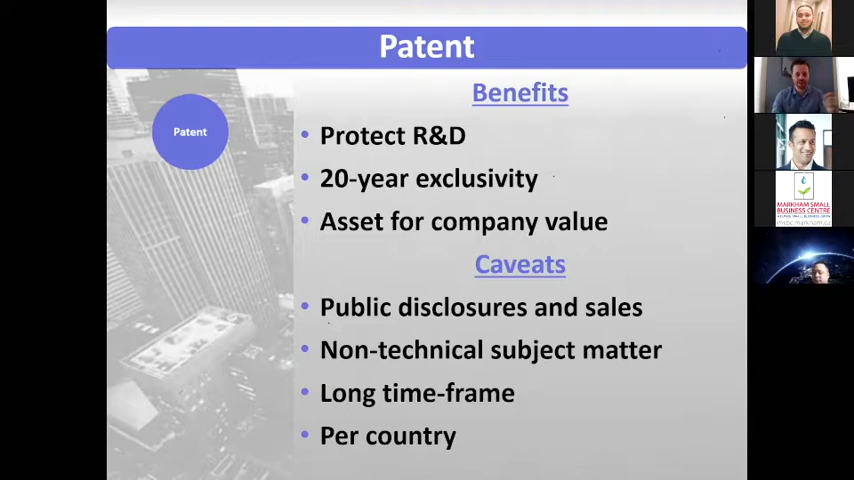 Patent
Patent
Benefits
• Protect R&D
• 20-year exclusivity
• Asset for company value
Caveats
• Public disclosures and sales
• Non-technical subject matter
• Long time-frame
• Per country
MARKHAM SMALL
BUSINESS CENTRE